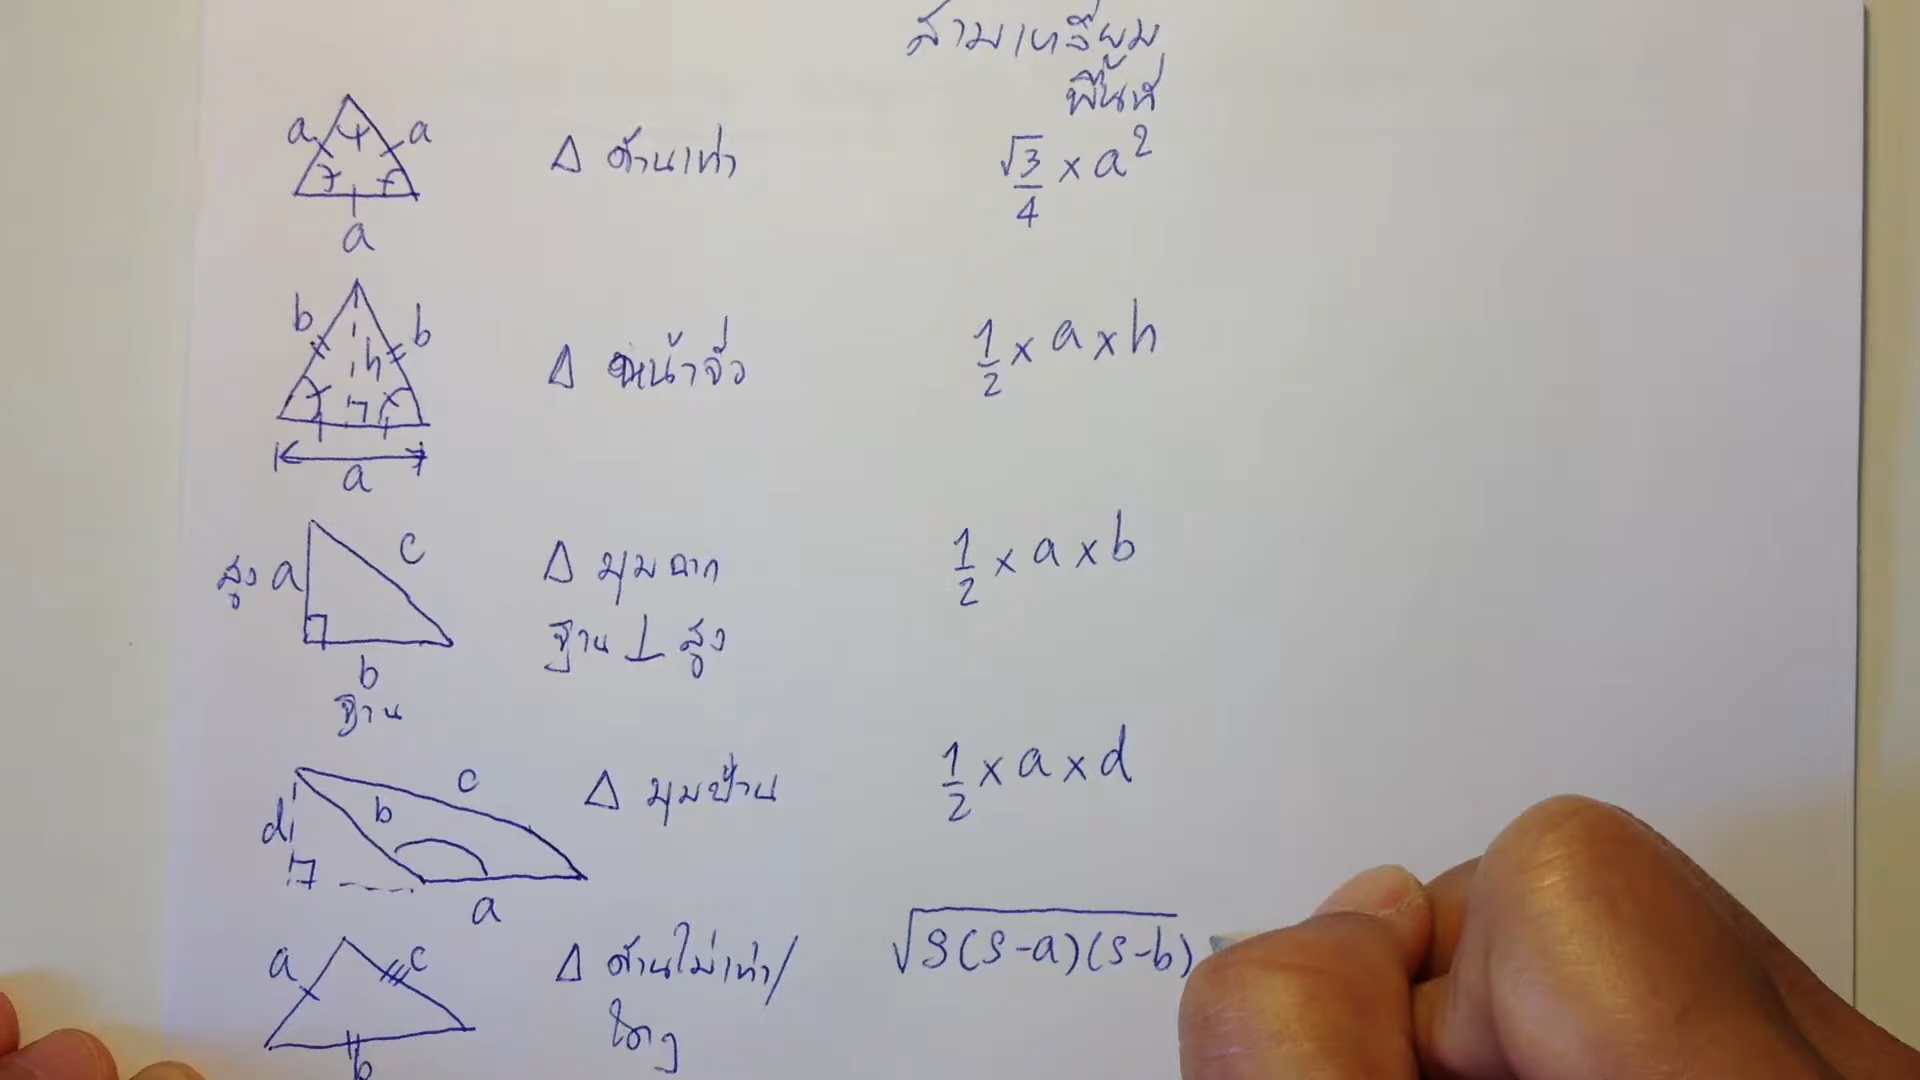 สามเหลี่ยม
พื้นที่
a a a
Δ ด้านเท่า
√3/4 × a²
b b h a
Δ หน้าจั่ว
1/2 × a × h
สูง a c
Δ มุมฉาก
1/2 × a × b
ฐาน ⊥ สูง
b
ฐาน
d b c a
Δ มุมป้าน
1/2 × a × d
a c b
Δ ด้านไม่เท่า/
√S(S-a)(S-b)
ใดๆ